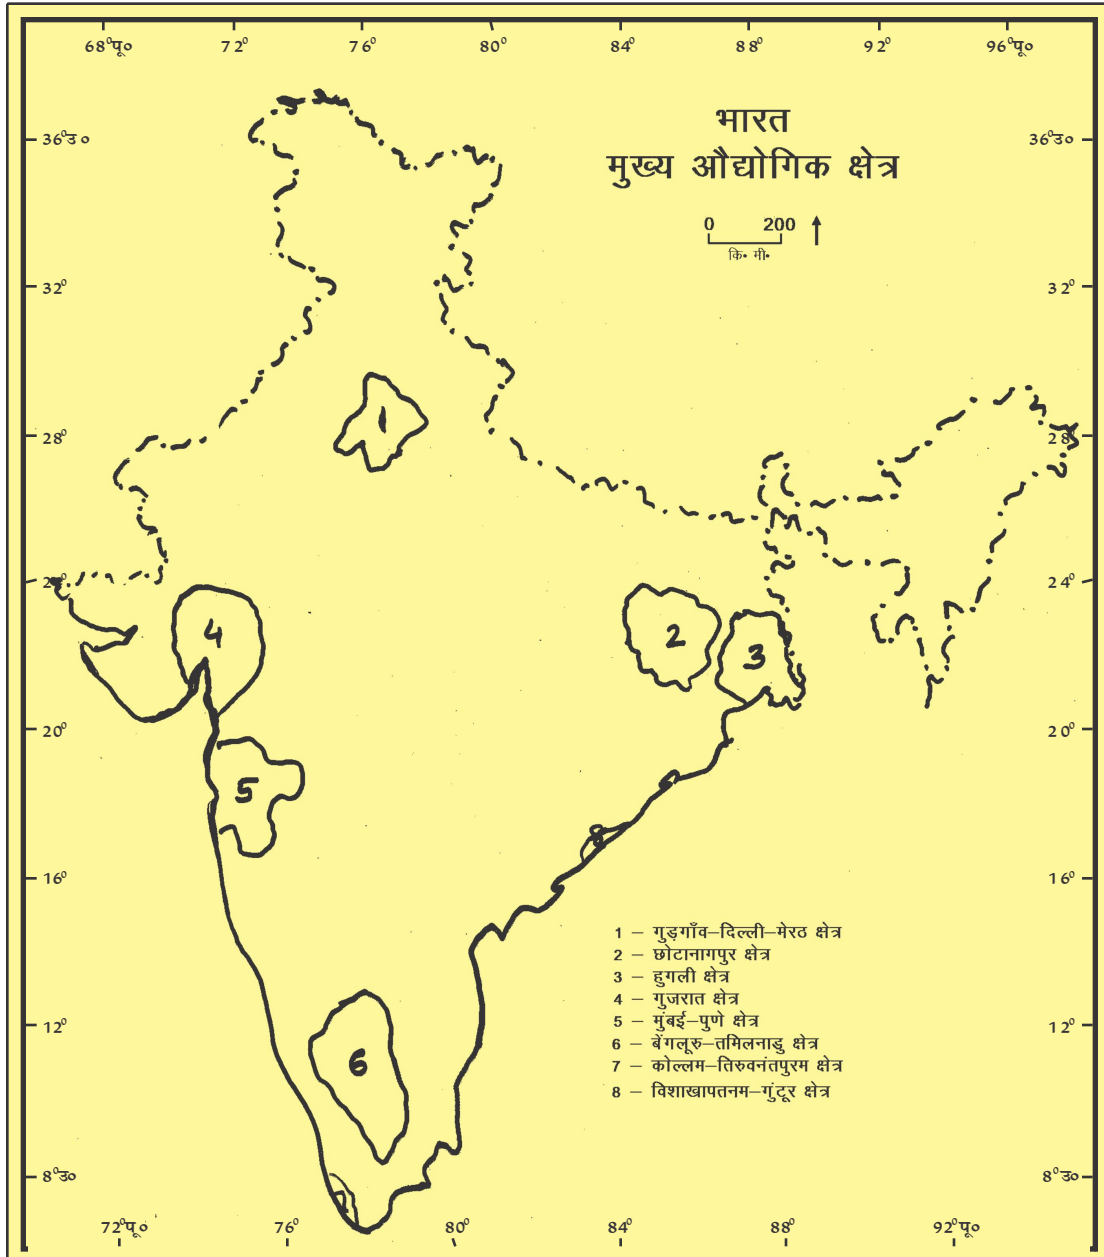 68°पू० 72° 76° 80° 84° 88° 92° 96°पू०
भारत
मुख्य औद्योगिक क्षेत्र
0 200
कि॰ मी॰
36°उ० 36°उ०
32° 32°
1
28° 28°
24° 24°
4 2 3
20° 20°
5
8
16° 16°
1 – गुड़गाँव–दिल्ली–मेरठ क्षेत्र
2 – छोटानागपुर क्षेत्र
3 – हुगली क्षेत्र
4 – गुजरात क्षेत्र
5 – मुंबई–पुणे क्षेत्र
6 – बेंगलूरु–तमिलनाडु क्षेत्र
7 – कोल्लम–तिरुवनंतपुरम क्षेत्र
8 – विशाखापतनम–गुंटूर क्षेत्र
12° 12°
6
8°उ० 8°उ०
7
72°पू० 76° 80° 84° 88° 92°पू०